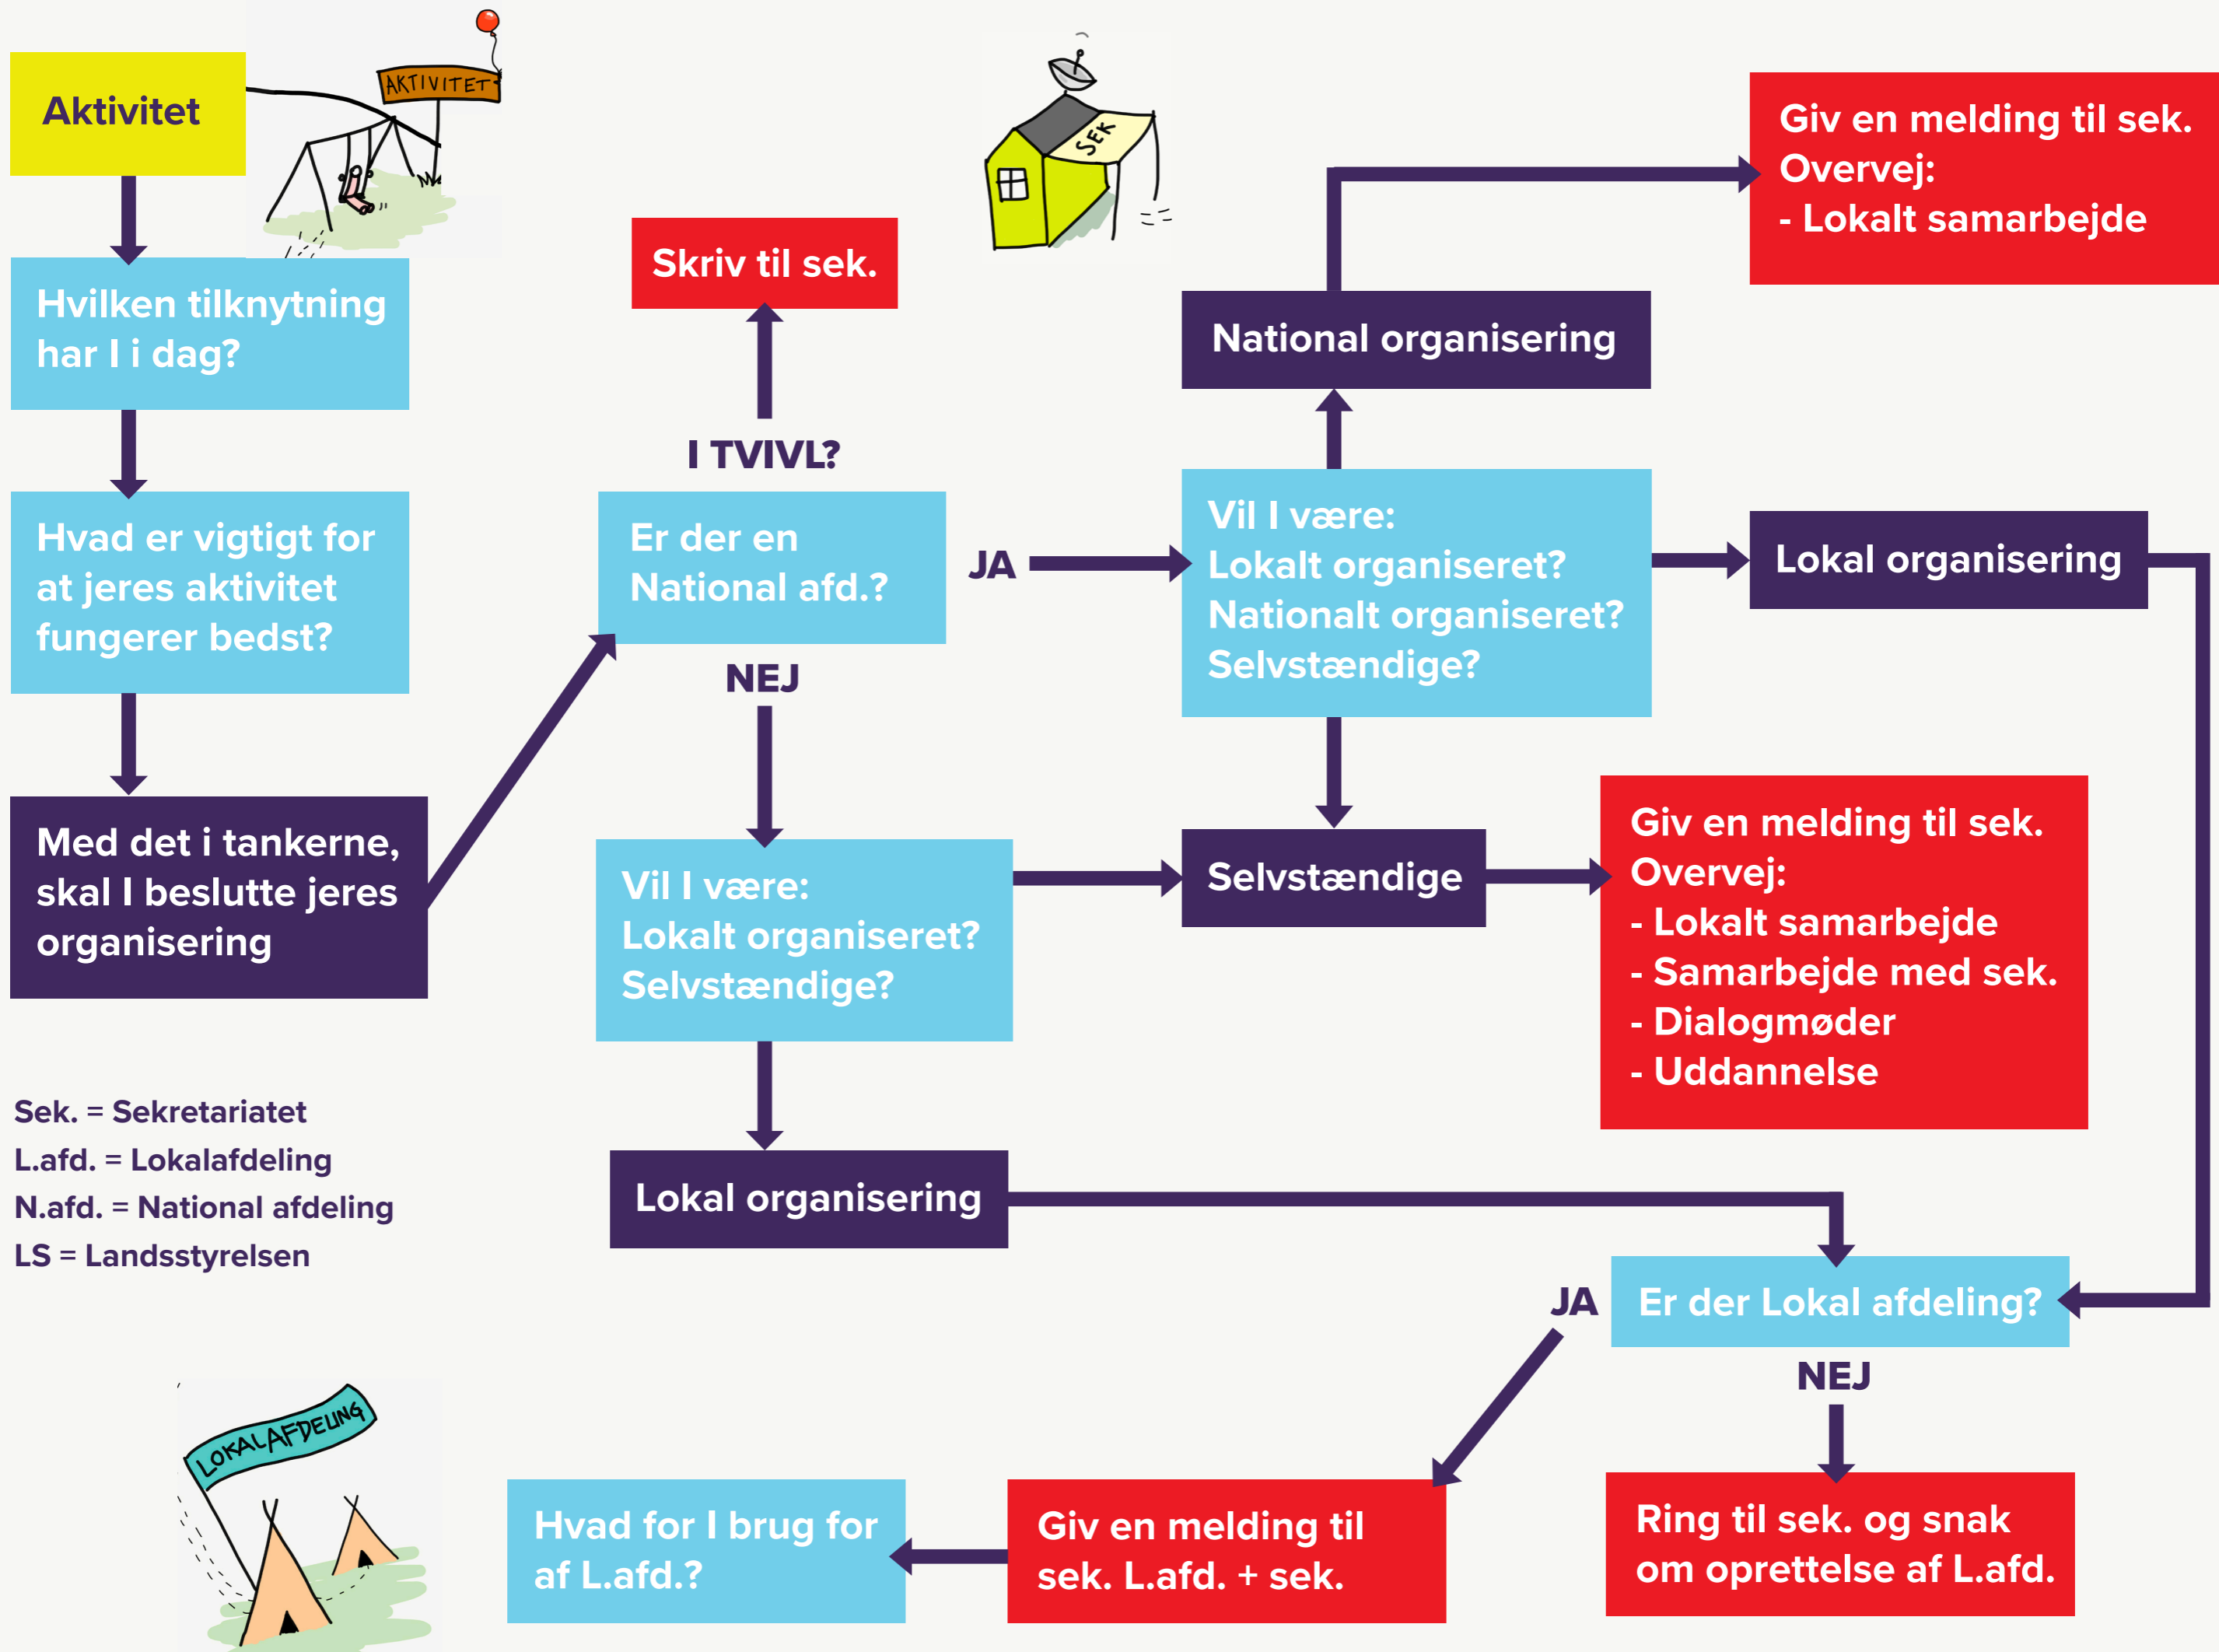 Aktivitet
AKTIVITET
Hvilken tilknytning
har I i dag?
Hvad er vigtigt for
at jeres aktivitet
fungerer bedst?
Med det i tankerne,
skal I beslutte jeres
organisering
Sek. = Sekretariatet
L.afd. = Lokalafdeling
N.afd. = National afdeling
LS = Landsstyrelsen
LOKALAFDELING
Skriv til sek.
I TVIVL?
Er der en
National afd.?
JA
NEJ
Vil I være:
Lokalt organiseret?
Selvstændige?
Lokal organisering
SEK
Giv en melding til sek.
Overvej:
- Lokalt samarbejde
National organisering
Vil I være:
Lokalt organiseret?
Nationalt organiseret?
Selvstændige?
Lokal organisering
Selvstændige
Giv en melding til sek.
Overvej:
- Lokalt samarbejde
- Samarbejde med sek.
- Dialogmøder
- Uddannelse
Er der Lokal afdeling?
JA
NEJ
Hvad for I brug for
af L.afd.?
Giv en melding til
sek. L.afd. + sek.
Ring til sek. og snak
om oprettelse af L.afd.